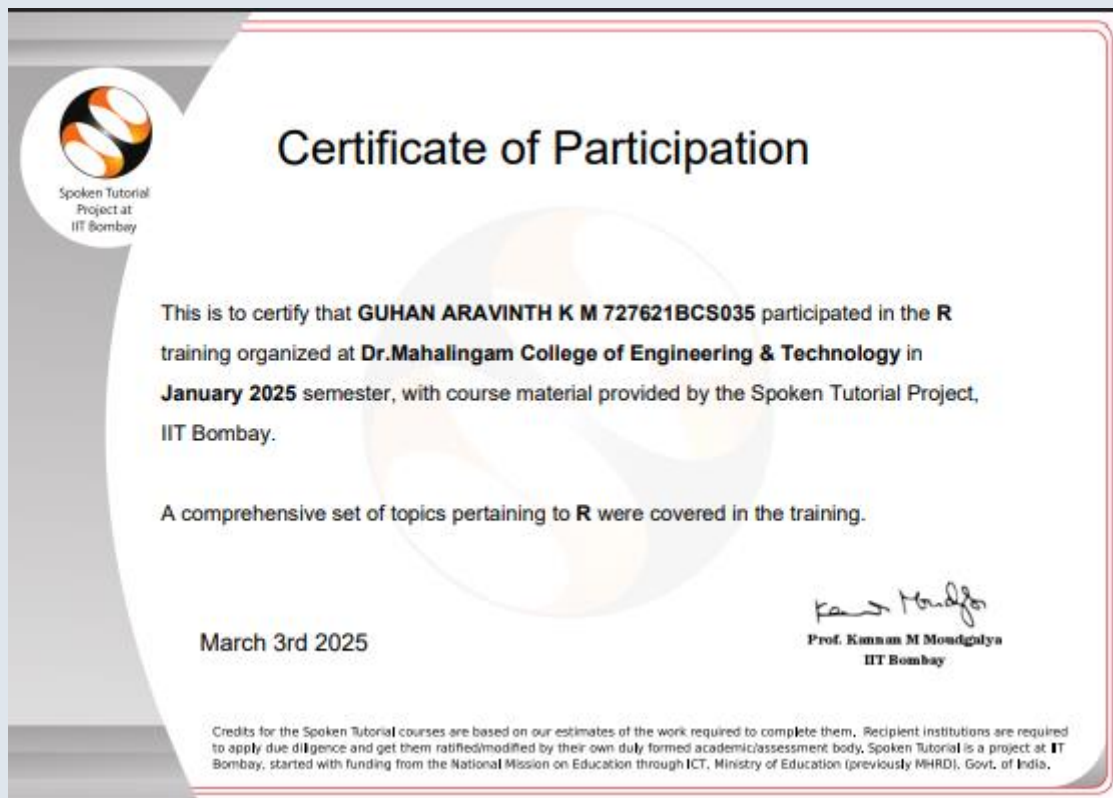 Spoken Tutorial
Project at
IIT Bombay
Certificate of Participation
This is to certify that GUHAN ARAVINTH K M 727621BCS035 participated in the R
training organized at Dr.Mahalingam College of Engineering & Technology in
January 2025 semester, with course material provided by the Spoken Tutorial Project,
IIT Bombay.
A comprehensive set of topics pertaining to R were covered in the training.
March 3rd 2025
Kannan Moudgalya
Prof. Kannan M Moudgalya
IIT Bombay
Credits for the Spoken Tutorial courses are based on our estimates of the work required to complete them. Recipient institutions are required
to apply due diligence and get them ratified/modified by their own duly formed academic/assessment body. Spoken Tutorial is a project at IIT
Bombay, started with funding from the National Mission on Education through ICT, Ministry of Education (previously MHRD), Govt. of India.